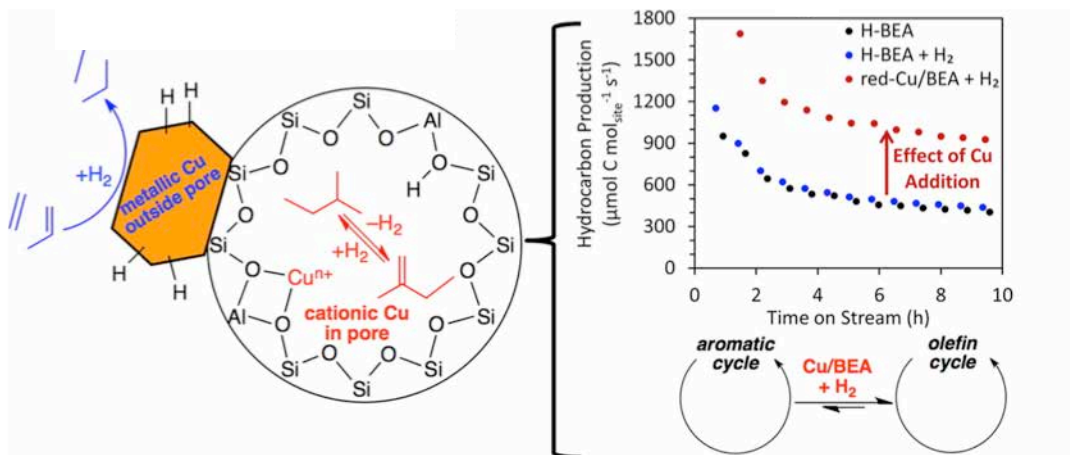 H
H
+H₂
metallic Cu
outside pore
H
H
Si
O
Si
O
Si
O
Al
O
H
Si
O
Si
O
Si
O
Si
O
Si
O
Si
O
Al
O
Cuⁿ⁺
O
Si
–H₂
+H₂
cationic Cu
in pore
Hydrocarbon Production
(µmol C molsite⁻¹ s⁻¹)
1800
1500
1200
900
600
300
0
H-BEA
H-BEA + H₂
red-Cu/BEA + H₂
Effect of Cu
Addition
0 2 4 6 8 10
Time on Stream (h)
aromatic
cycle
Cu/BEA
+ H₂
olefin
cycle